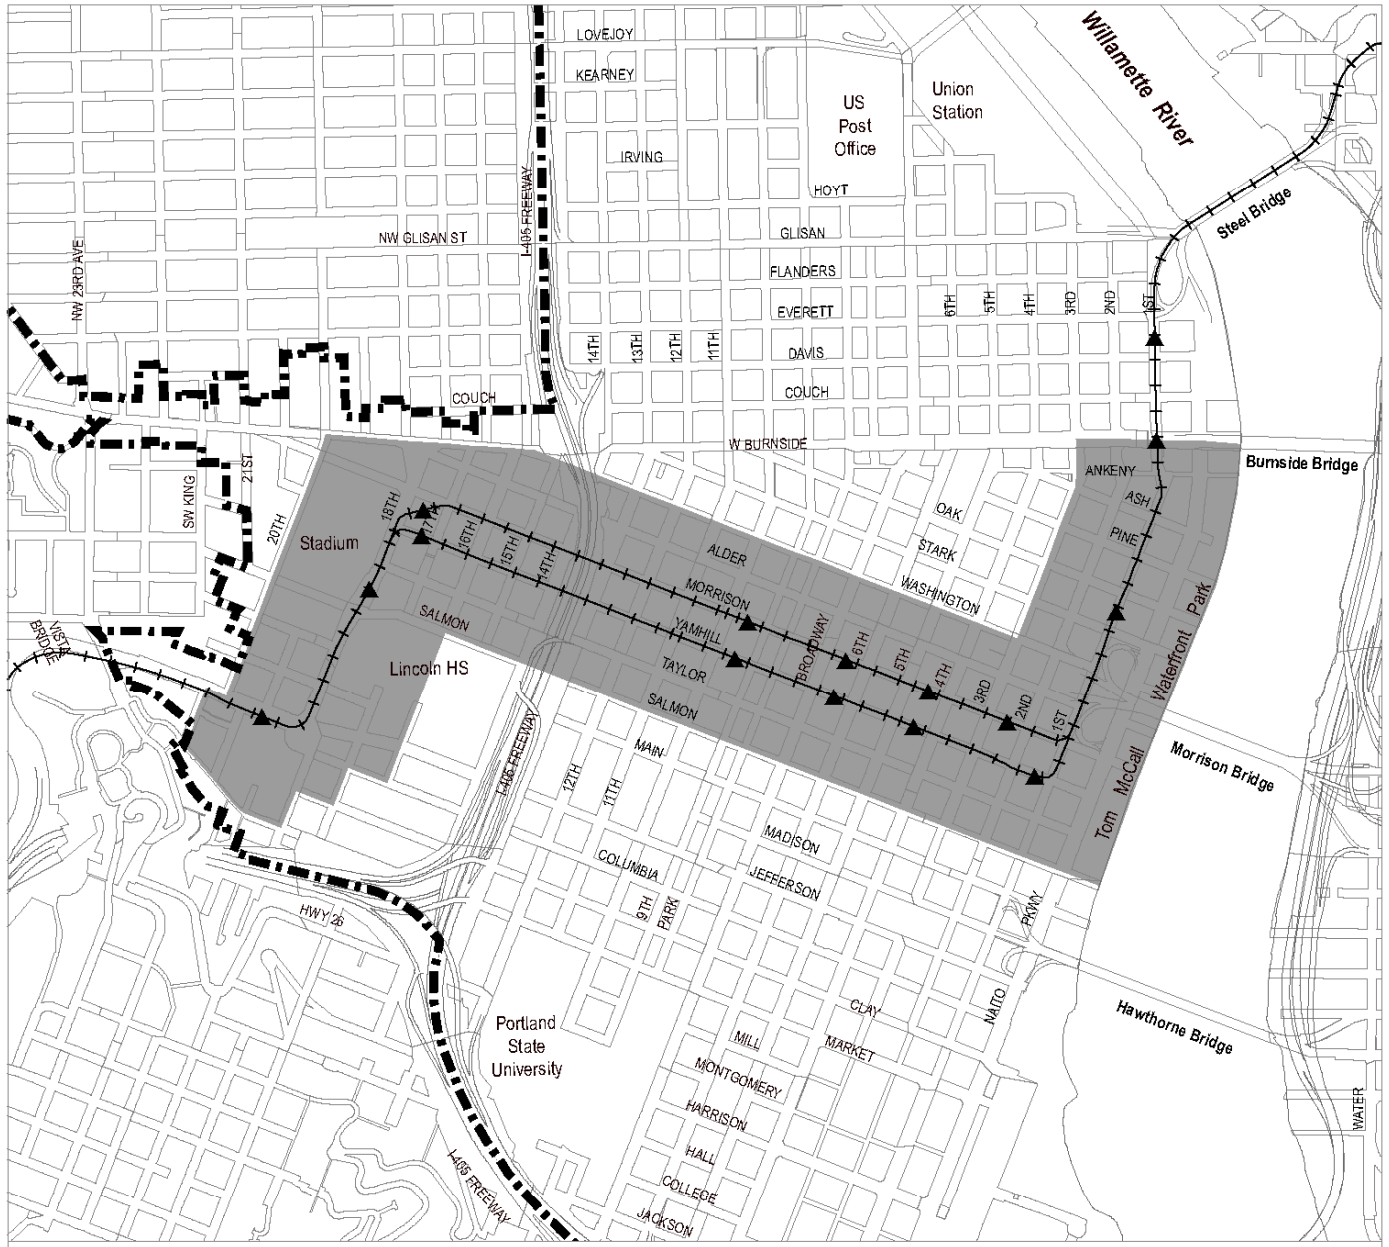 LOVEJOY
KEARNEY
US
Post
Office
Union
Station
Willamette River
IRVING
HOYT
I-405 FREEWAY
NW 23RD AVE
NW GLISAN ST
GLISAN
Steel Bridge
FLANDERS
EVERETT
6TH
5TH
4TH
3RD
2ND
1ST
14TH
13TH
12TH
11TH
DAVIS
COUCH
COUCH
W BURNSIDE
Burnside Bridge
ANKENY
21ST
SW KING
20TH
18TH
17TH
16TH
15TH
14TH
Stadium
ASH
OAK
PINE
STARK
ALDER
WASHINGTON
MORRISON
YAMHILL
SALMON
TAYLOR
SALMON
Lincoln HS
VISTA
BRIDGE
BROADWAY
6TH
5TH
4TH
3RD
2ND
1ST
Tom McCall Waterfront Park
Morrison Bridge
I-405 FREEWAY
MAIN
12TH
11TH
MADISON
COLUMBIA
JEFFERSON
9TH
PARK
HWY 26
NAITO
PKWY
Hawthorne Bridge
CLAY
Portland
State
University
MILL
MARKET
MONTGOMERY
HARRISON
WATER
HALL
I-405 FREEWAY
COLLEGE
JACKSON